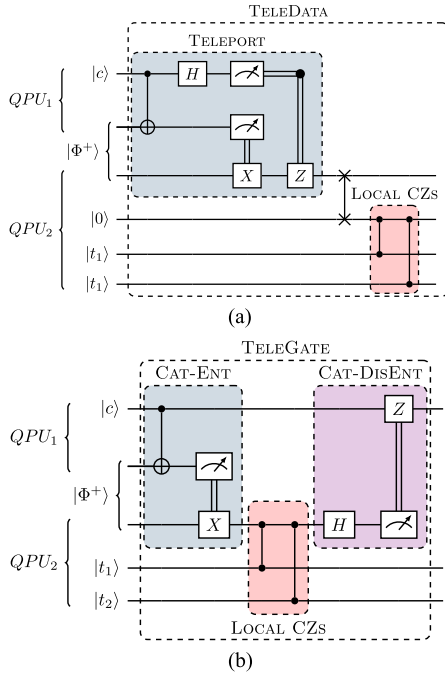 TELEDATA
TELEPORT
QPU₁
|c⟩
H
|Φ⁺⟩
X
Z
LOCAL CZS
QPU₂
|0⟩
|t₁⟩
|t₁⟩
(a)
TELEGATE
CAT-ENT
CAT-DISENT
|c⟩
Z
QPU₁
|Φ⁺⟩
X
H
QPU₂
|t₁⟩
|t₂⟩
LOCAL CZS
(b)